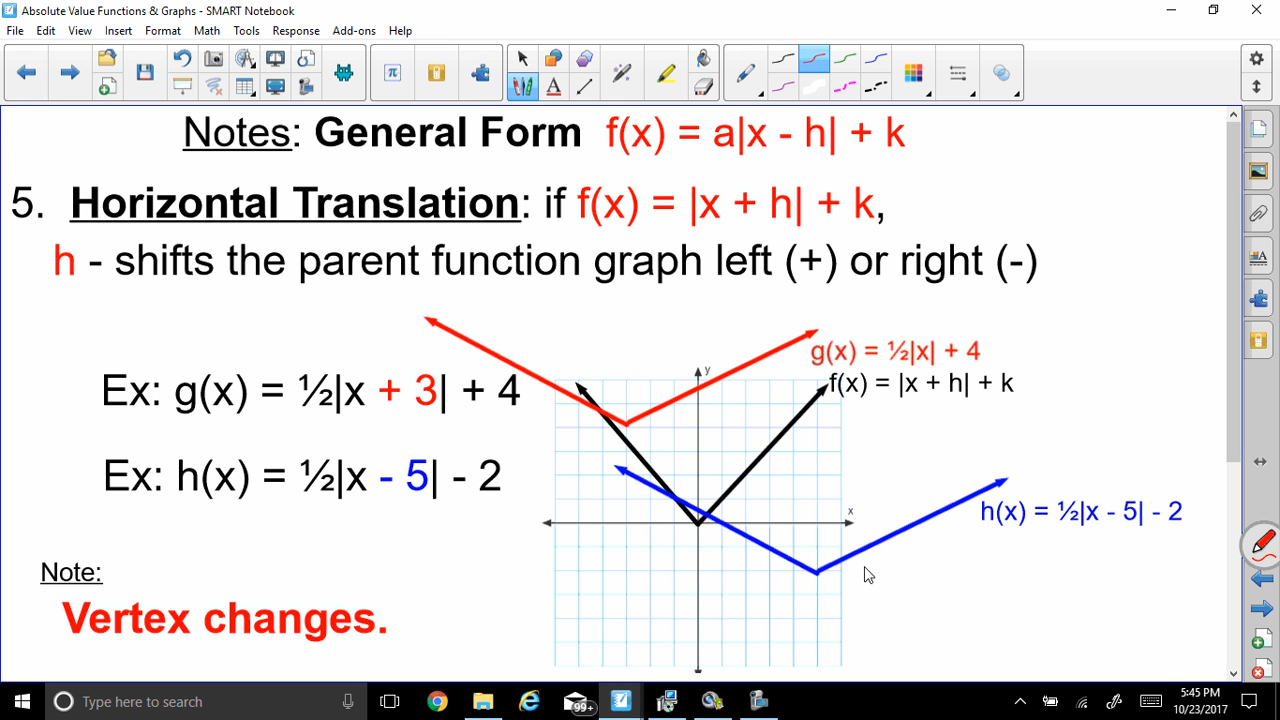 Absolute Value Functions & Graphs - SMART Notebook
File Edit View Insert Format Math Tools Response Add-ons Help
Notes: General Form f(x) = a|x - h| + k
5. Horizontal Translation: if f(x) = |x + h| + k,
h - shifts the parent function graph left (+) or right (-)
y
g(x) = ½|x| + 4
f(x) = |x + h| + k
Ex: g(x) = ½|x + 3| + 4
Ex: h(x) = ½|x - 5| - 2
x
h(x) = ½|x - 5| - 2
Note:
Vertex changes.
Type here to search
99+
5:45 PM
10/23/2017